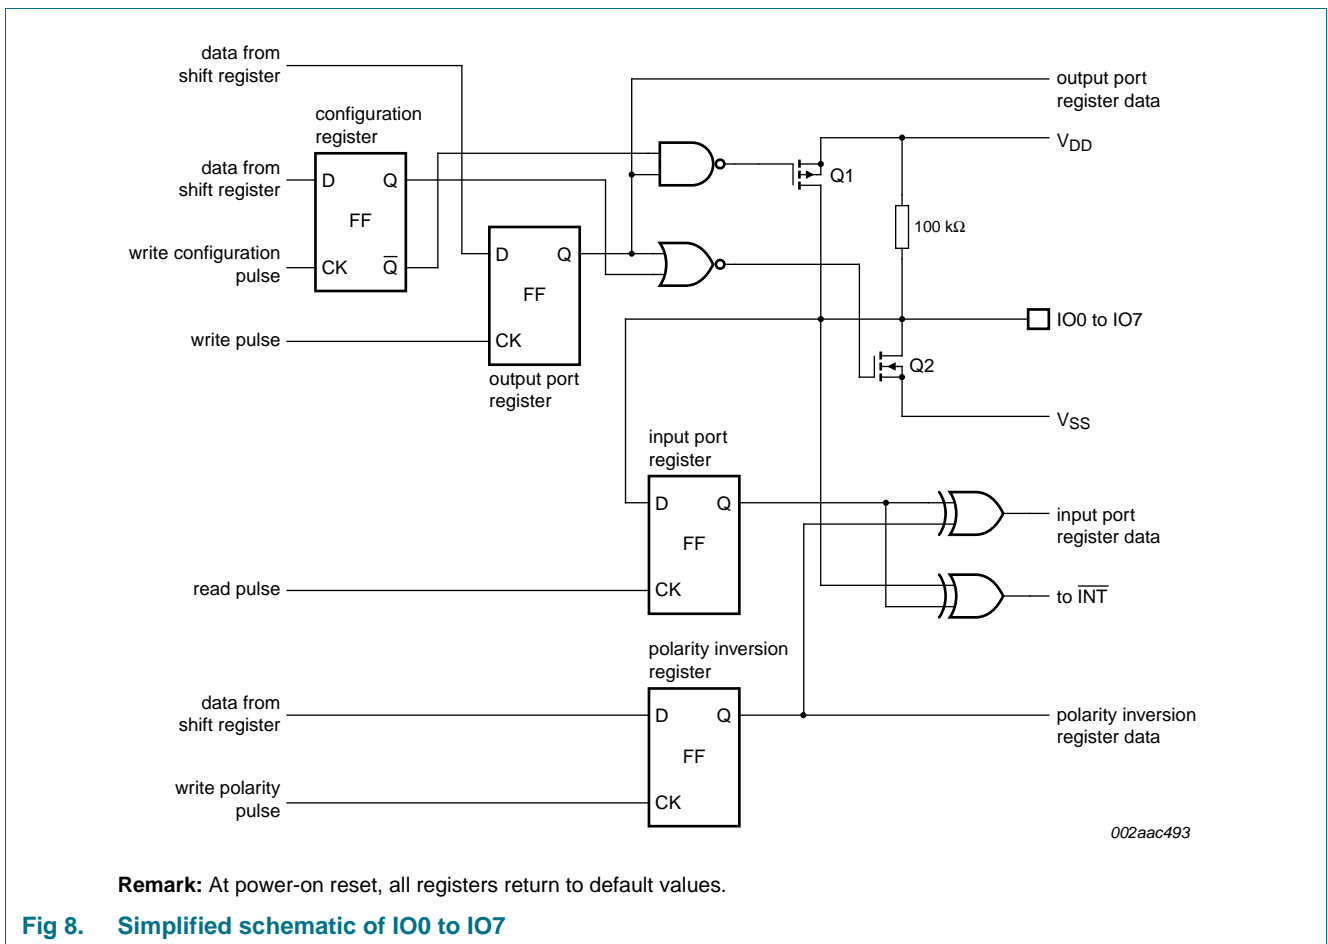 data from
shift register
output port
register data
configuration
register
V_DD
data from
shift register
D Q
Q1
FF
100 kΩ
write configuration
pulse
CK Q̅
D Q
FF
IO0 to IO7
write pulse
CK
Q2
output port
register
V_SS
input port
register
D Q
input port
register data
FF
read pulse
CK
to I̅N̅T̅
polarity inversion
register
data from
shift register
D Q
polarity inversion
register data
FF
write polarity
pulse
CK
002aac493
Remark: At power-on reset, all registers return to default values.
Fig 8. Simplified schematic of IO0 to IO7